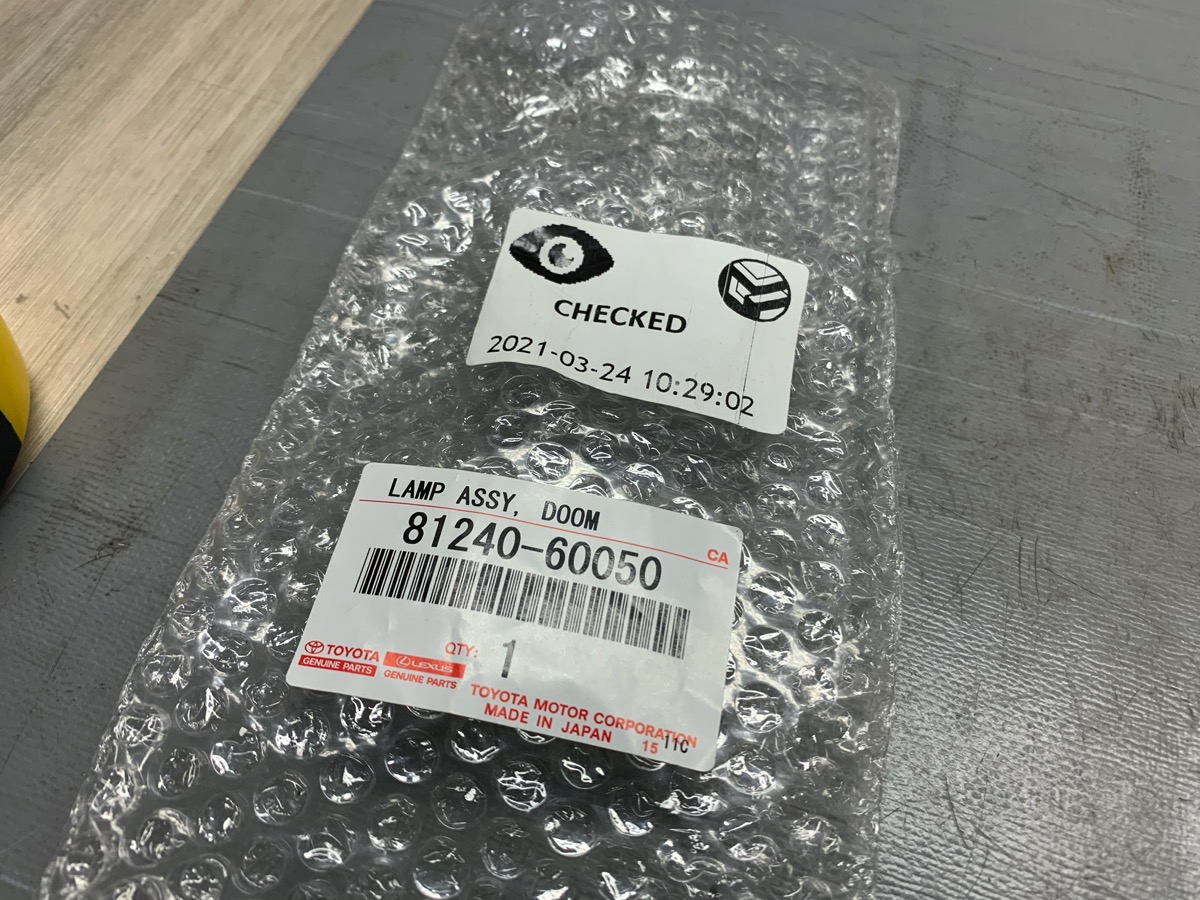 CHECKED
2021-03-24 10:29:02
LAMP ASSY, DOOM
CA
81240-60050
TOYOTA
GENUINE PARTS
LEXUS
GENUINE PARTS
QTY: 1
TOYOTA MOTOR CORPORATION
MADE IN JAPAN 15 11C